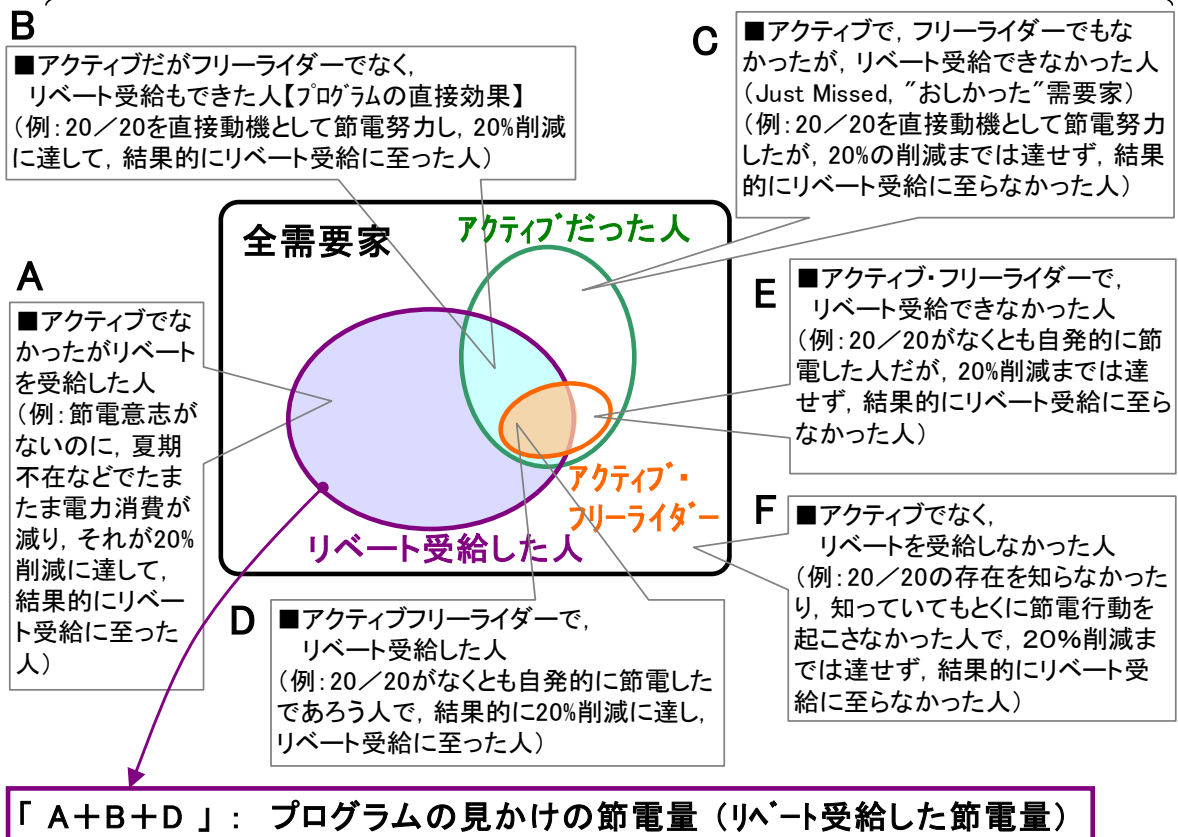 B
■アクティブだがフリーライダーでなく,
リベート受給もできた人【プログラムの直接効果】
（例：20／20を直接動機として節電努力し, 20%削減
に達して, 結果的にリベート受給に至った人）
C
■アクティブで, フリーライダーでもな
かったが, リベート受給できなかった人
（Just Missed, ”おしかった”需要家）
（例：20／20を直接動機として節電努力
したが, 20%の削減までは達せず, 結果
的にリベート受給に至らなかった人）
全需要家
アクティブだった人
A
■アクティブでな
かったがリベート
を受給した人
（例：節電意志が
ないのに, 夏期
不在などでたま
たま電力消費が
減り, それが20%
削減に達して,
結果的にリベー
ト受給に至った
人）
E
■アクティブ・フリーライダーで,
リベート受給できなかった人
（例：20／20がなくとも自発的に節
電した人だが, 20%削減までは達
せず, 結果的にリベート受給に至ら
なかった人）
アクティブ・
フリーライダー
リベート受給した人
F
■アクティブでなく,
リベートを受給しなかった人
（例：20／20の存在を知らなかった
り, 知っていてもとくに節電行動を
起こさなかった人で, 20%削減ま
では達せず, 結果的にリベート受
給に至らなかった人）
D
■アクティブフリーライダーで,
リベート受給した人
（例：20／20がなくとも自発的に節電した
であろう人で, 結果的に20%削減に達し,
リベート受給に至った人）
「 A＋B＋D 」： プログラムの見かけの節電量（リベート受給した節電量）